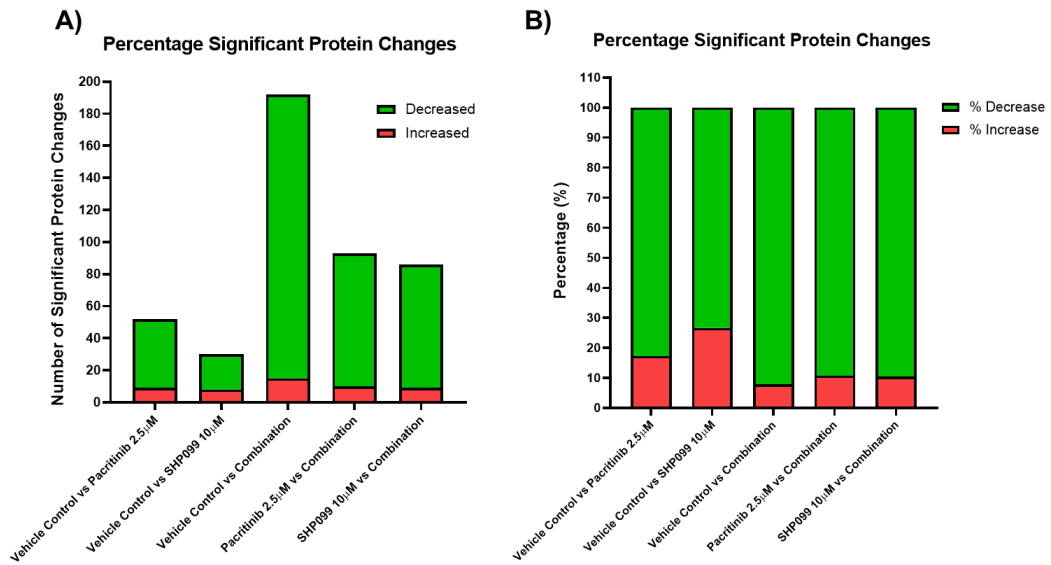 A)
Percentage Significant Protein Changes
Number of Significant Protein Changes
200
180
160
140
120
100
80
60
40
20
0
Decreased
Increased
Vehicle Control vs Pacritinib 2.5μM
Vehicle Control vs SHP099 10μM
Vehicle Control vs Combination
Pacritinib 2.5μM vs Combination
SHP099 10μM vs Combination
B)
Percentage Significant Protein Changes
Percentage (%)
110
100
90
80
70
60
50
40
30
20
10
0
% Decrease
% Increase
Vehicle Control vs Pacritinib 2.5μM
Vehicle Control vs SHP099 10μM
Vehicle Control vs Combination
Pacritinib 2.5μM vs Combination
SHP099 10μM vs Combination